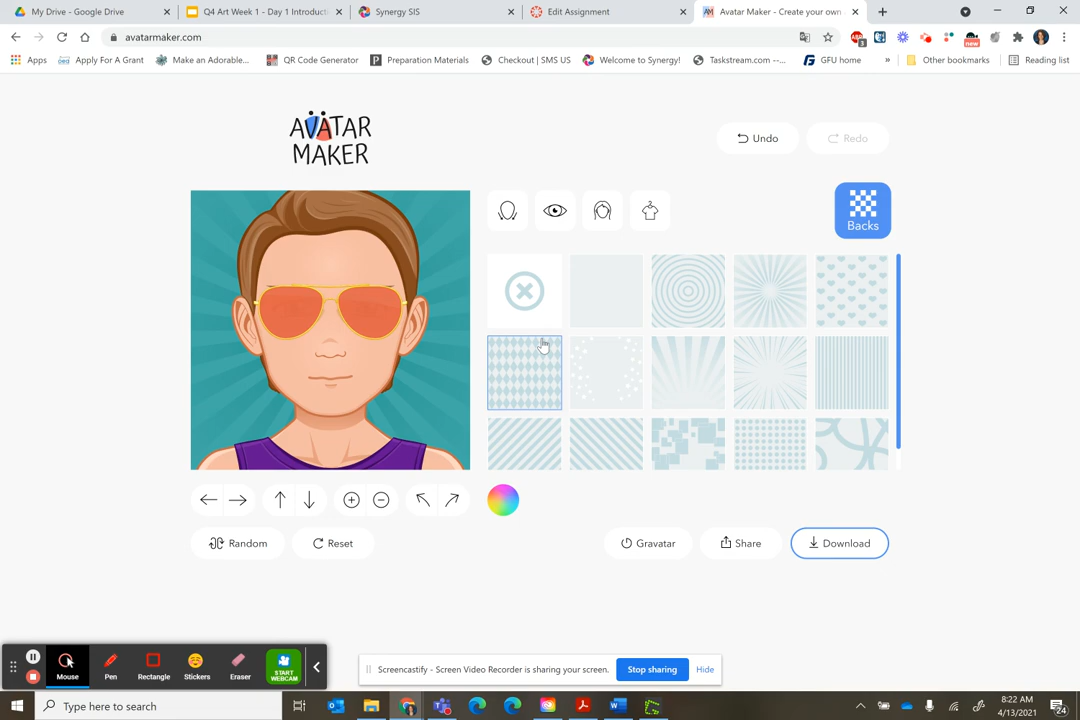 My Drive - Google Drive
Q4 Art Week 1 - Day 1 Introducti
Synergy SIS
Edit Assignment
Avatar Maker - Create your own
avatarmaker.com
3
new
Apps
Apply For A Grant
Make an Adorable...
QR Code Generator
Preparation Materials
Checkout | SMS US
Welcome to Synergy!
Taskstream.com --...
GFU home
»
Other bookmarks
Reading list
AVATAR
MAKER
Undo
Redo
Backs
Random
Reset
Gravatar
Share
Download
Mouse
Pen
Rectangle
Stickers
Eraser
START
WEBCAM
Screencastify - Screen Video Recorder is sharing your screen.
Stop sharing
Hide
Type here to search
8:22 AM
4/13/2021
24